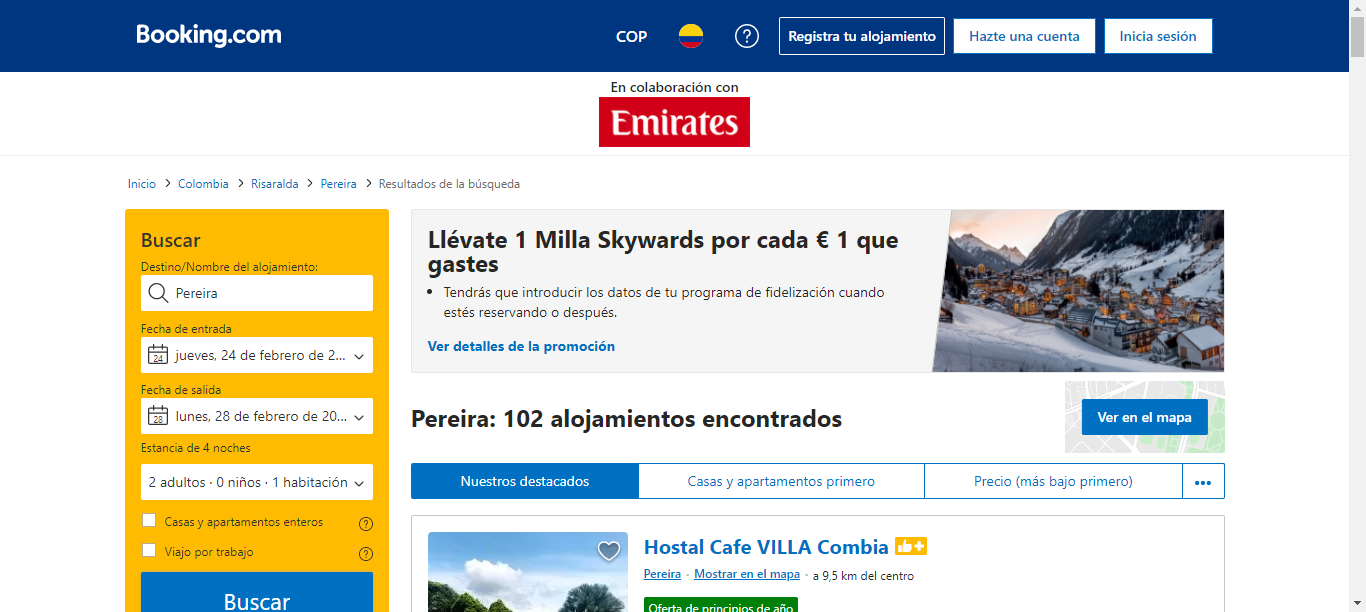 Booking.com
COP
Registra tu alojamiento
Hazte una cuenta
Inicia sesión
En colaboración con
Emirates
Inicio > Colombia > Risaralda > Pereira > Resultados de la búsqueda
Buscar
Destino/Nombre del alojamiento:
Pereira
Fecha de entrada
24
jueves, 24 de febrero de 2...
Fecha de salida
28
lunes, 28 de febrero de 20...
Estancia de 4 noches
2 adultos · 0 niños · 1 habitación
Casas y apartamentos enteros
Viajo por trabajo
Buscar
Llévate 1 Milla Skywards por cada € 1 que
gastes
• Tendrás que introducir los datos de tu programa de fidelización cuando
estés reservando o después.
Ver detalles de la promoción
Pereira: 102 alojamientos encontrados
Ver en el mapa
Nuestros destacados
Casas y apartamentos primero
Precio (más bajo primero)
Hostal Cafe VILLA Combia
Pereira · Mostrar en el mapa · a 9,5 km del centro
Oferta de principios de año